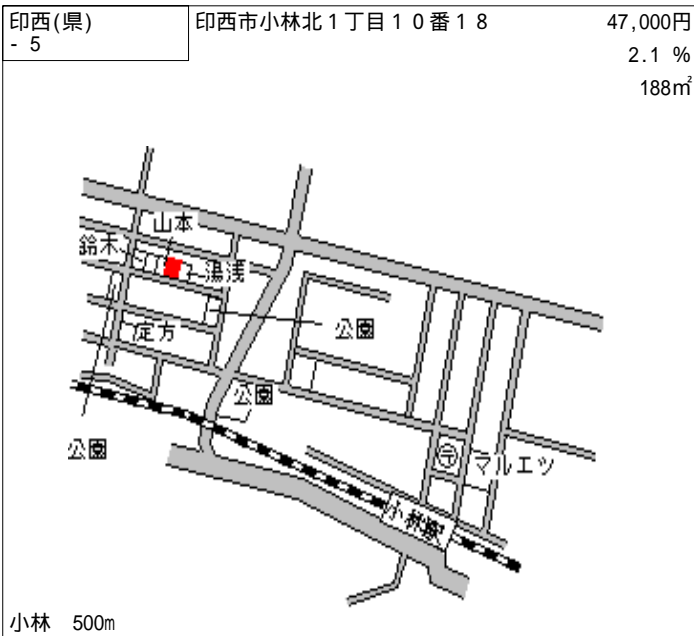 印西(県)
- 5
印西市小林北１丁目１０番１８
47,000円
2.1 %
188㎡
山本
鈴木
湯浅
定方
公園
公園
公園
〒
マルエツ
小林駅
小林 500m